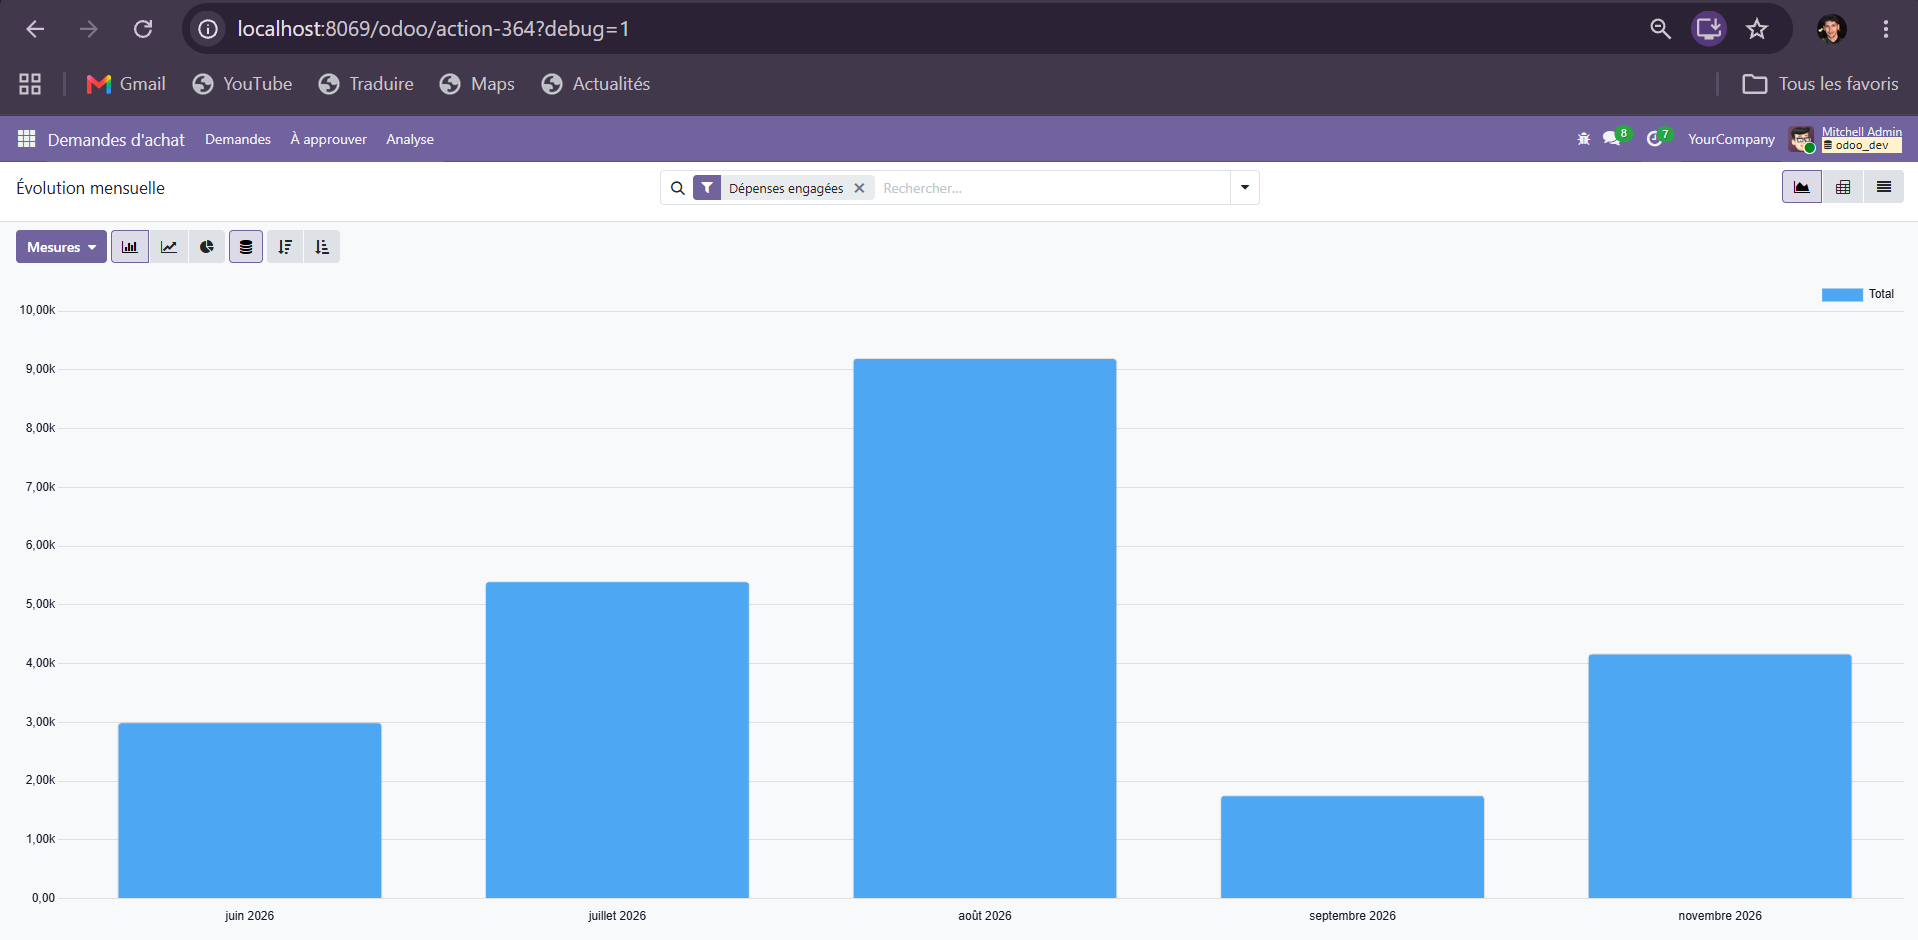 localhost:8069/odoo/action-364?debug=1
Gmail YouTube Traduire Maps Actualités Tous les favoris
Demandes d'achat Demandes À approuver Analyse 8 7 YourCompany Mitchell Admin
odoo_dev
Évolution mensuelle Dépenses engagées Rechercher...
Mesures
Total
10,00k
9,00k
8,00k
7,00k
6,00k
5,00k
4,00k
3,00k
2,00k
1,00k
0,00
juin 2026 juillet 2026 août 2026 septembre 2026 novembre 2026